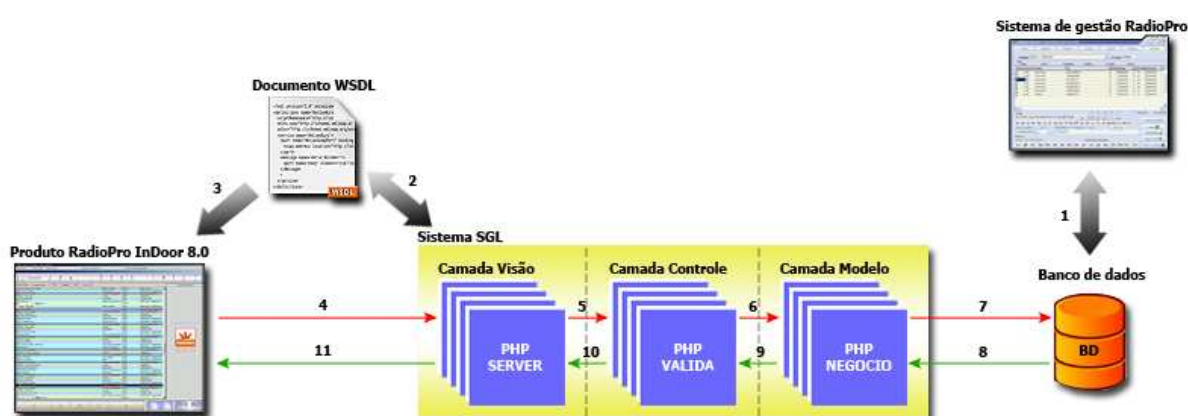 Sistema de gestão RadioPro
Documento WSDL
WSDL
3
2
1
Produto RadioPro InDoor 8.0
Sistema SGL
Camada Visão
Camada Controle
Camada Modelo
Banco de dados
4
5
6
7
PHP
SERVER
PHP
VALIDA
PHP
NEGOCIO
BD
11
10
9
8